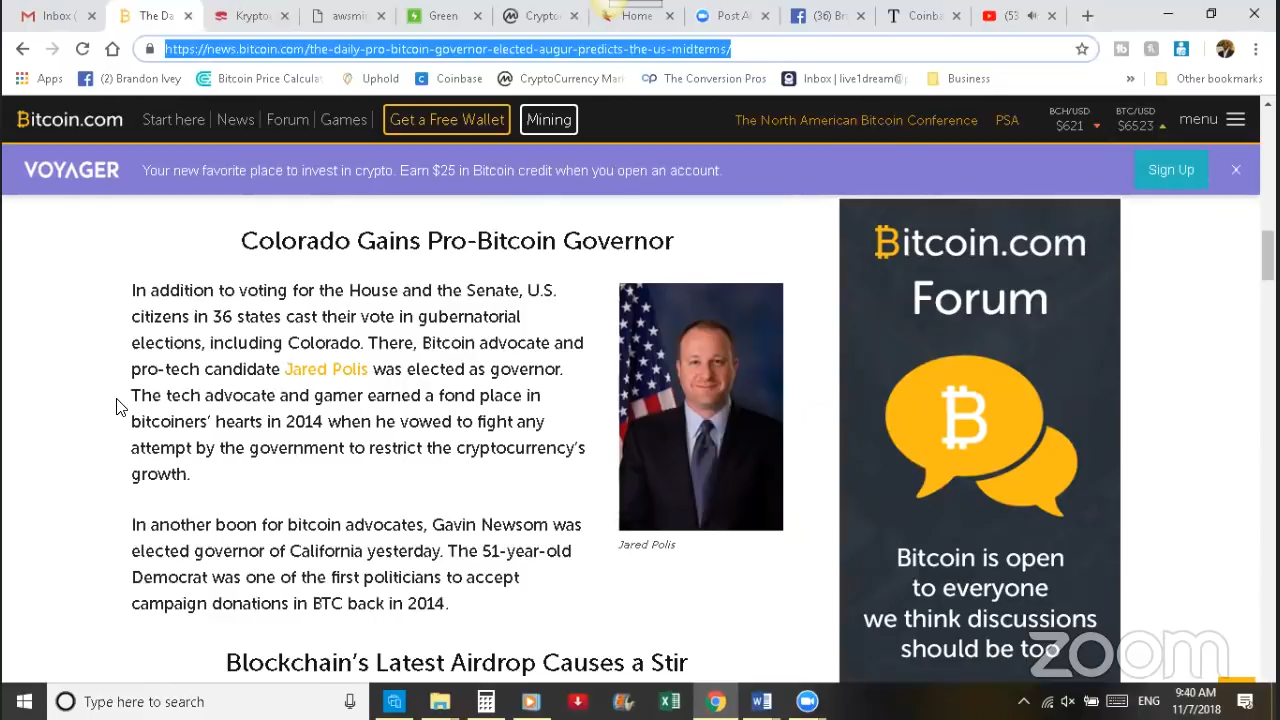 Inbox (
The Da
Krypto
awsmin
Green
Crypto
Home
Post A
(36) B
Coinba
(53
https://news.bitcoin.com/the-daily-pro-bitcoin-governor-elected-augur-predicts-the-us-midterms/
Apps
(2) Brandon Ivey
Bitcoin Price Calculat
Uphold
Coinbase
CryptoCurrency Mar
The Conversion Pros
Inbox | live1dream@
Business
»
Other bookmarks
Bitcoin.com
Start here | News | Forum | Games |
Get a Free Wallet
Mining
The North American Bitcoin Conference
PSA
BCH/USD
$621
BTC/USD
$6523
menu
VOYAGER
Your new favorite place to invest in crypto. Earn $25 in Bitcoin credit when you open an account.
Sign Up
Colorado Gains Pro-Bitcoin Governor
In addition to voting for the House and the Senate, U.S.
citizens in 36 states cast their vote in gubernatorial
elections, including Colorado. There, Bitcoin advocate and
pro-tech candidate Jared Polis was elected as governor.
The tech advocate and gamer earned a fond place in
bitcoiners' hearts in 2014 when he vowed to fight any
attempt by the government to restrict the cryptocurrency's
growth.
Jared Polis
In another boon for bitcoin advocates, Gavin Newsom was
elected governor of California yesterday. The 51-year-old
Democrat was one of the first politicians to accept
campaign donations in BTC back in 2014.
Blockchain's Latest Airdrop Causes a Stir
Bitcoin.com
Forum
Bitcoin is open
to everyone
we think discussions
should be too
zoom
Type here to search
ENG
9:40 AM
11/7/2018